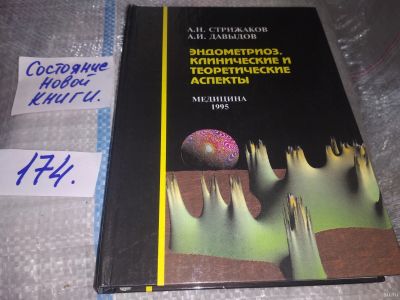 Состояние
новой
книги.
174.
А.Н. СТРИЖАКОВ
А.И. ДАВЫДОВ
ЭНДОМЕТРИОЗ.
КЛИНИЧЕСКИЕ И
ТЕОРЕТИЧЕСКИЕ
АСПЕКТЫ
МЕДИЦИНА
1995